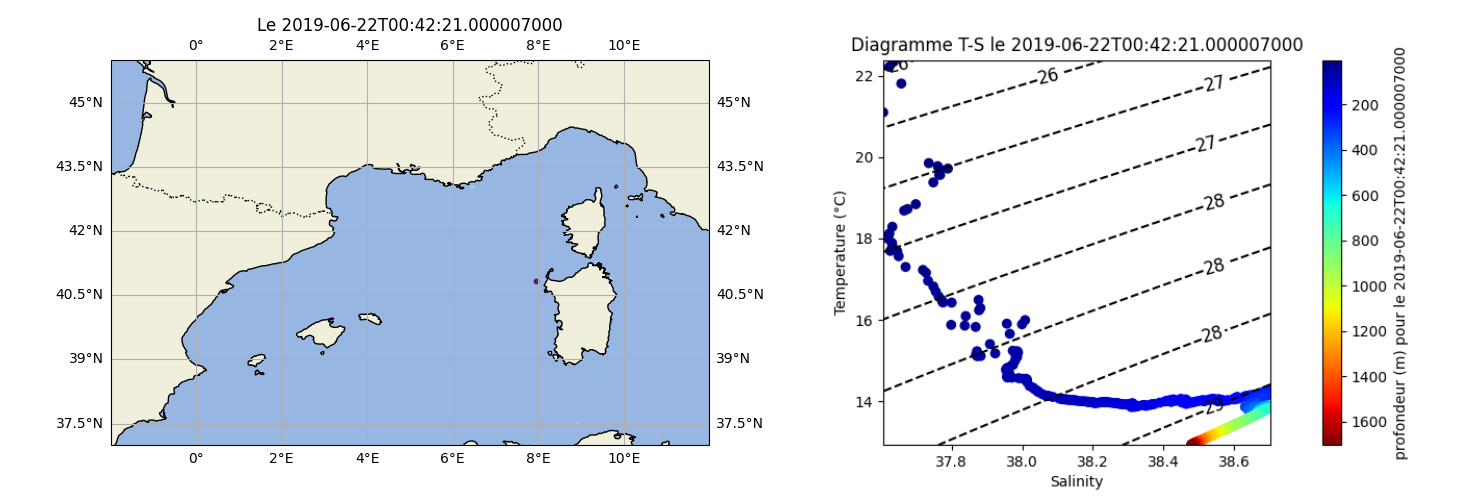 Le 2019-06-22T00:42:21.000007000
0° 2°E 4°E 6°E 8°E 10°E
45°N 45°N
43.5°N 43.5°N
42°N 42°N
40.5°N 40.5°N
39°N 39°N
37.5°N 37.5°N
0° 2°E 4°E 6°E 8°E 10°E
Diagramme T-S le 2019-06-22T00:42:21.000007000
22
20
18
16
14
Temperature (°C)
26
26
27
27
28
28
28
29
37.8 38.0 38.2 38.4 38.6
Salinity
200
400
600
800
1000
1200
1400
1600
profondeur (m) pour le 2019-06-22T00:42:21.000007000